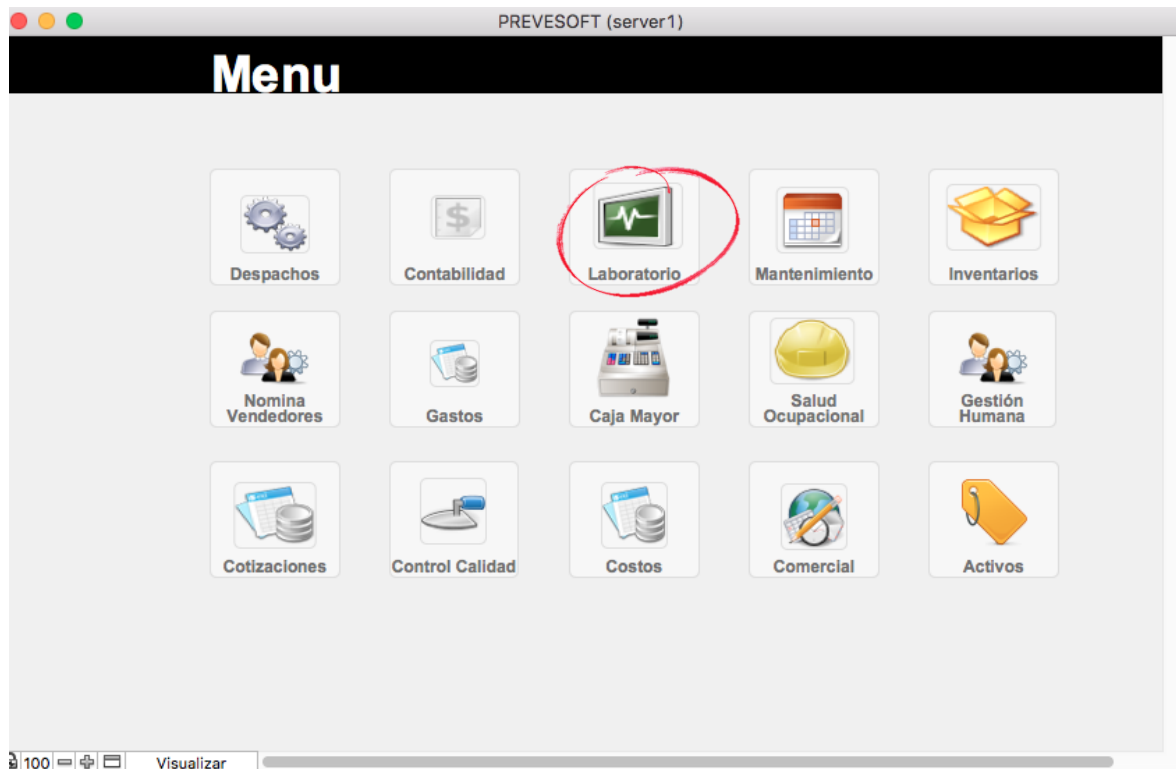 PREVESOFT (server1)
Menu
Despachos
Contabilidad
Laboratorio
Mantenimiento
Inventarios
Nomina
Vendedores
Gastos
Caja Mayor
Salud
Ocupacional
Gestión
Humana
Cotizaciones
Control Calidad
Costos
Comercial
Activos
100
Visualizar